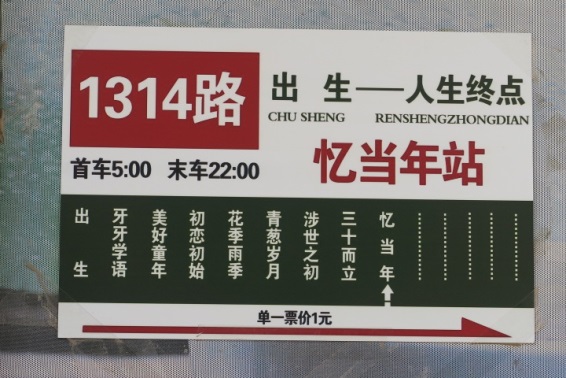 1314路
出生——人生终点
CHU SHENG RENSHENGZHONGDIAN
首车5:00 末车22:00
忆当年站
出生
牙牙学语
美好童年
初恋初始
花季雨季
青葱岁月
涉世之初
三十而立
忆当年
单一票价1元